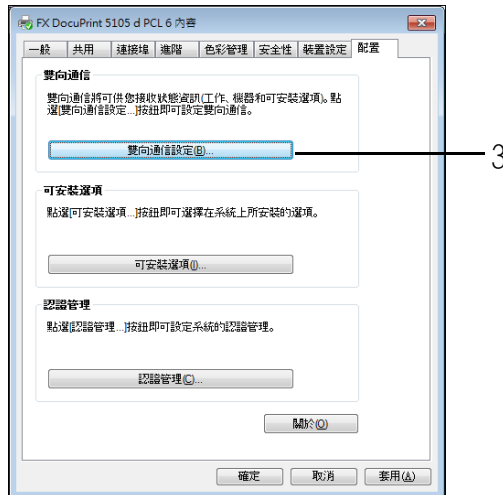 FX DocuPrint 5105 d PCL 6 內容
一般 共用 連接埠 進階 色彩管理 安全性 裝置設定 配置
雙向通信
雙向通信將可供您接收狀態資訊(工作、機器和可安裝選項)。點
選[雙向通信設定...]按鈕即可設定雙向通信。
雙向通信設定(B)...
3
可安裝選項
點選[可安裝選項...]按鈕即可選擇在系統上所安裝的選項。
可安裝選項(I)...
認證管理
點選[認證管理...]按鈕即可設定系統的認證管理。
認證管理(C)...
關於(O)
確定 取消 套用(A)